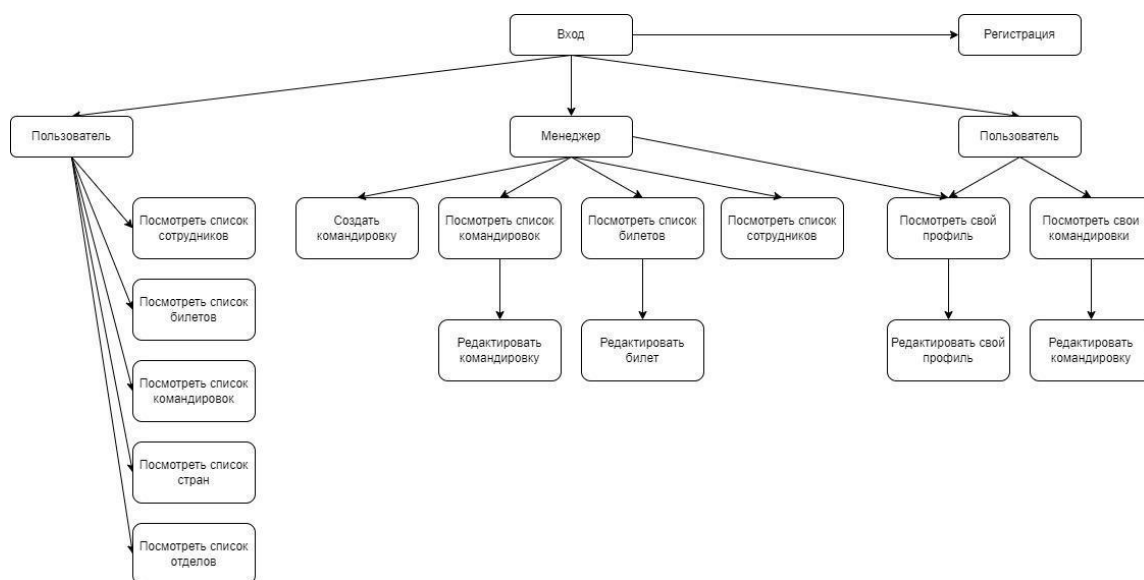 Вход
Регистрация
Пользователь
Менеджер
Пользователь
Посмотреть список
сотрудников
Создать
командировку
Посмотреть список
командировок
Посмотреть список
билетов
Посмотреть список
сотрудников
Посмотреть свой
профиль
Посмотреть свои
командировки
Посмотреть список
билетов
Редактировать
командировку
Редактировать
билет
Редактировать свой
профиль
Редактировать
командировку
Посмотреть список
командировок
Посмотреть список
стран
Посмотреть список
отделов